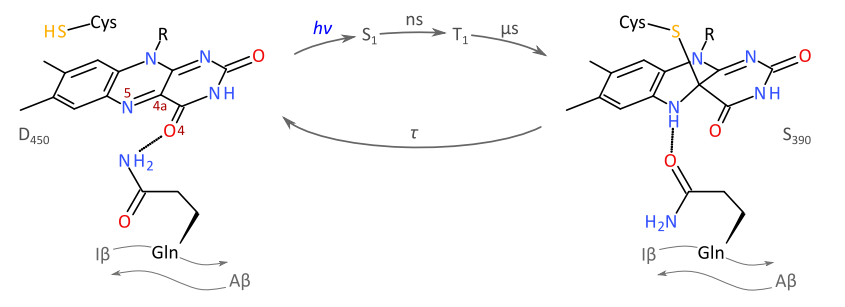 HS Cys
R
N N O
5
N 4a NH
O 4
D450
NH2
O
Iβ Gln
Aβ
hν S1 ns T1 μs
τ
Cys S
R
N N O
NH
N
H O
S390
O
H2N
Iβ Gln
Aβ